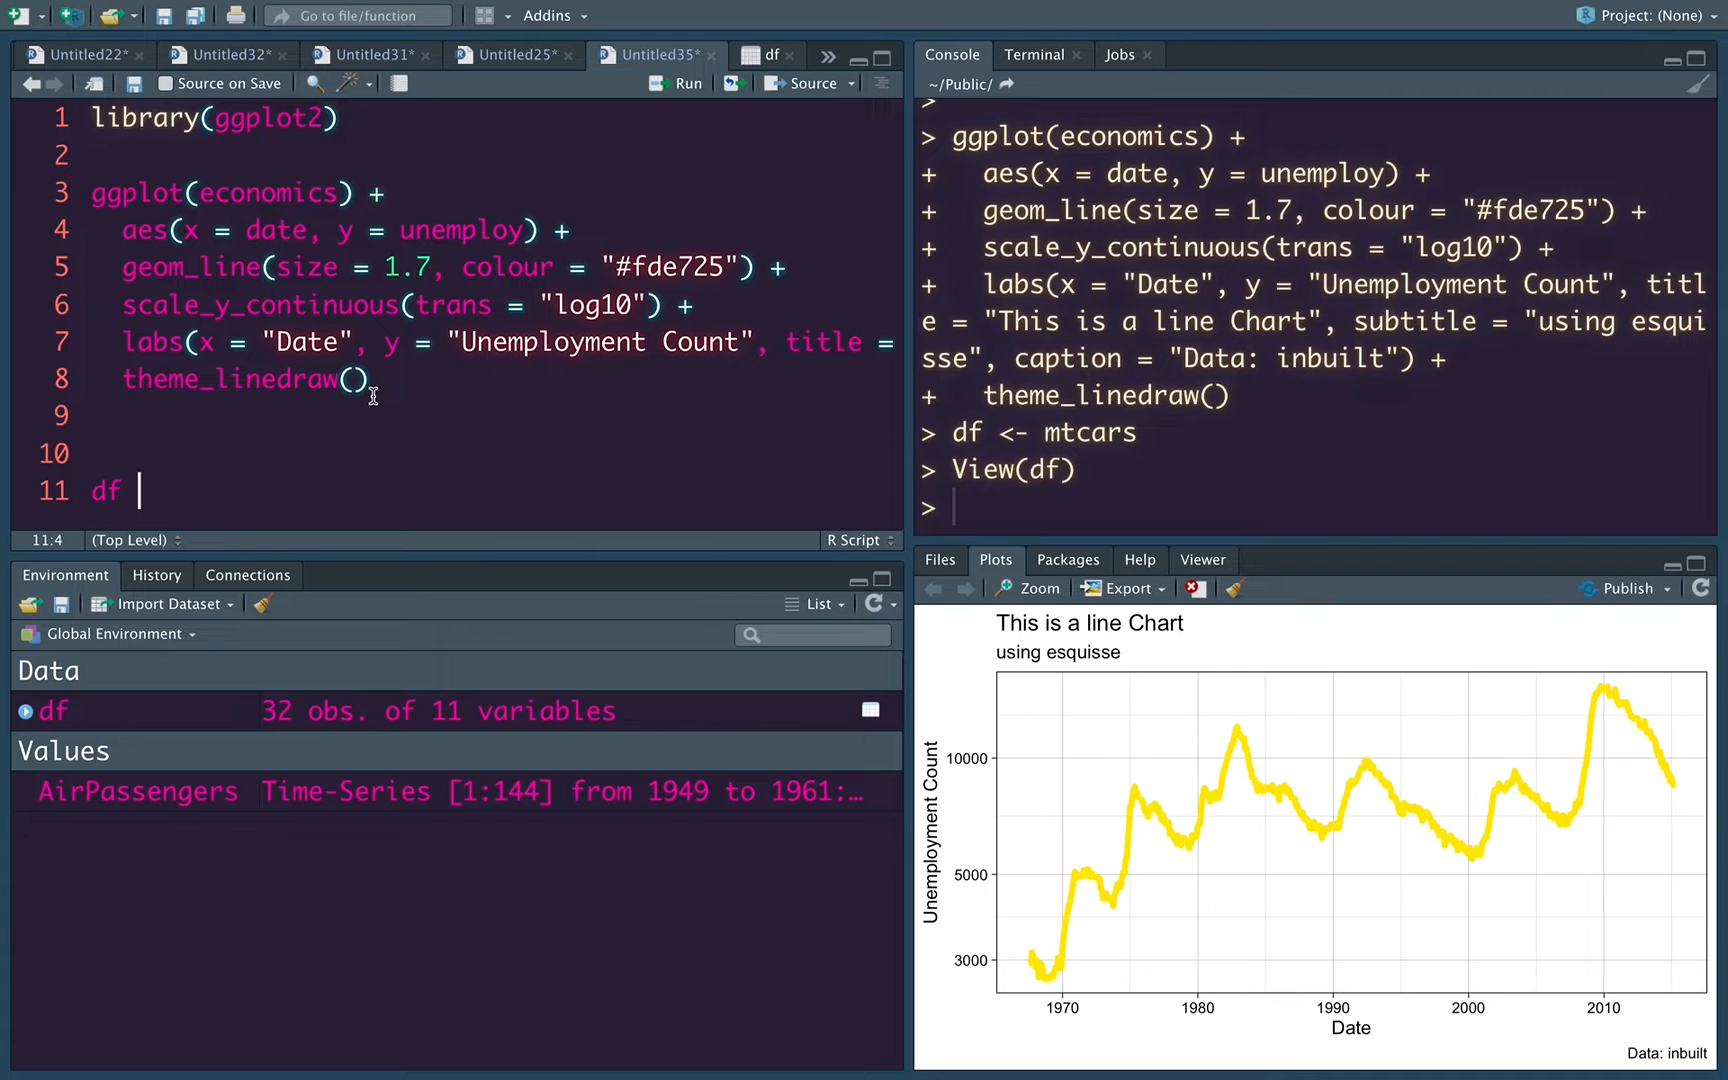 Go to file/function
Addins
Project: (None)
Untitled22*
Untitled32*
Untitled31*
Untitled25*
Untitled35*
df
Source on Save
Run
Source
1 library(ggplot2)
2
3 ggplot(economics) +
4 aes(x = date, y = unemploy) +
5 geom_line(size = 1.7, colour = "#fde725") +
6 scale_y_continuous(trans = "log10") +
7 labs(x = "Date", y = "Unemployment Count", title =
8 theme_linedraw()
9
10
11 df
11:4 (Top Level) R Script
Console Terminal Jobs
~/Public/
>
> ggplot(economics) +
+ aes(x = date, y = unemploy) +
+ geom_line(size = 1.7, colour = "#fde725") +
+ scale_y_continuous(trans = "log10") +
+ labs(x = "Date", y = "Unemployment Count", titl
e = "This is a line Chart", subtitle = "using esqui
sse", caption = "Data: inbuilt") +
+ theme_linedraw()
> df <- mtcars
> View(df)
>
Environment History Connections
Import Dataset
List
Global Environment
Data
df 32 obs. of 11 variables
Values
AirPassengers Time-Series [1:144] from 1949 to 1961:…
Files Plots Packages Help Viewer
Zoom Export Publish
This is a line Chart
using esquisse
Unemployment Count
10000
5000
3000
1970 1980 1990 2000 2010
Date
Data: inbuilt